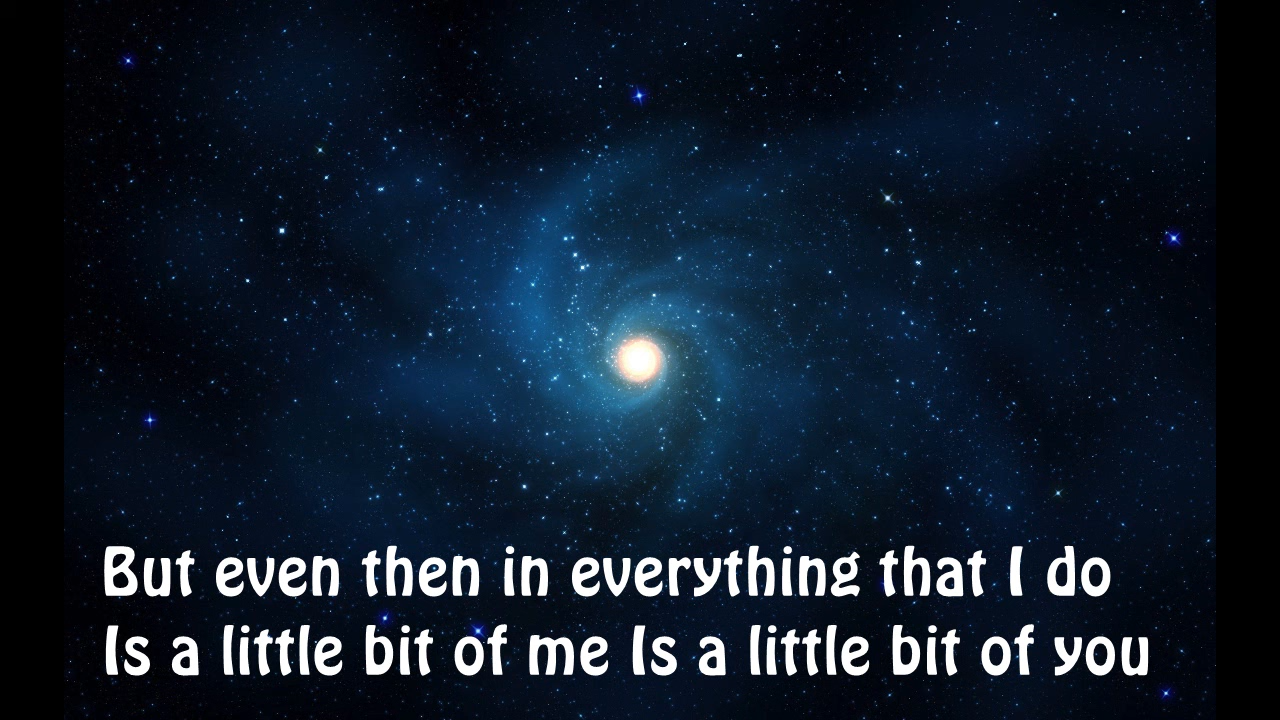 But even then in everything that I do
Is a little bit of me Is a little bit of you